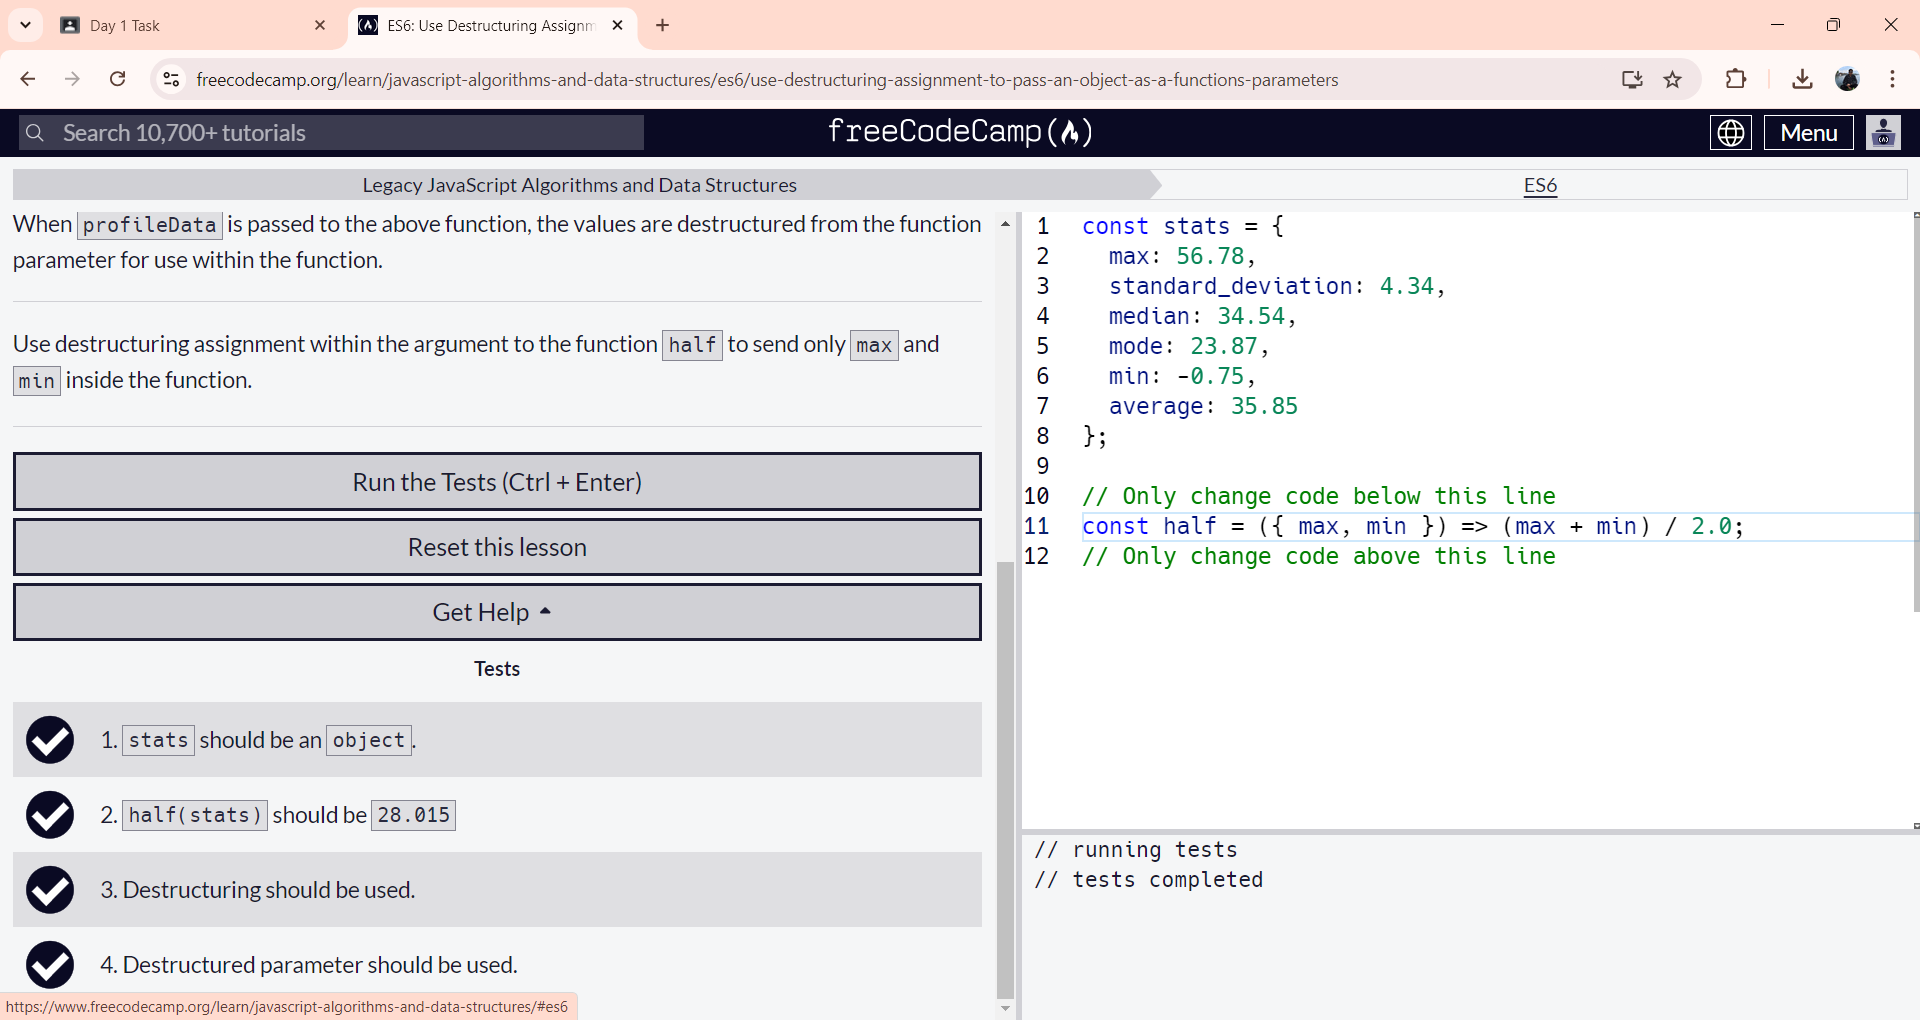 Day 1 Task
ES6: Use Destructuring Assignm
freecodecamp.org/learn/javascript-algorithms-and-data-structures/es6/use-destructuring-assignment-to-pass-an-object-as-a-functions-parameters
Search 10,700+ tutorials
freeCodeCamp
Menu
Legacy JavaScript Algorithms and Data Structures
ES6
When profileData is passed to the above function, the values are destructured from the function
parameter for use within the function.
Use destructuring assignment within the argument to the function half to send only max and
min inside the function.
Run the Tests (Ctrl + Enter)
Reset this lesson
Get Help
Tests
1. stats should be an object.
2. half(stats) should be 28.015
3. Destructuring should be used.
4. Destructured parameter should be used.
https://www.freecodecamp.org/learn/javascript-algorithms-and-data-structures/#es6
1 const stats = {
2   max: 56.78,
3   standard_deviation: 4.34,
4   median: 34.54,
5   mode: 23.87,
6   min: -0.75,
7   average: 35.85
8 };
9
10 // Only change code below this line
11 const half = ({ max, min }) => (max + min) / 2.0;
12 // Only change code above this line
// running tests
// tests completed